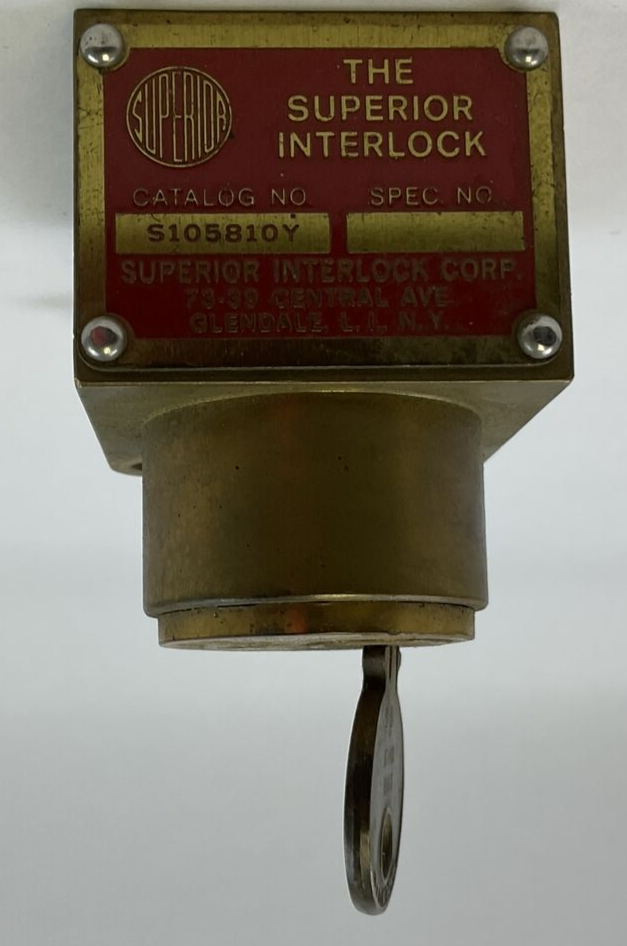 SUPERIOR
THE
SUPERIOR
INTERLOCK
CATALOG NO. SPEC. NO.
S105810Y
SUPERIOR INTERLOCK CORP.
73-39 CENTRAL AVE.
GLENDALE, L. I., N. Y.